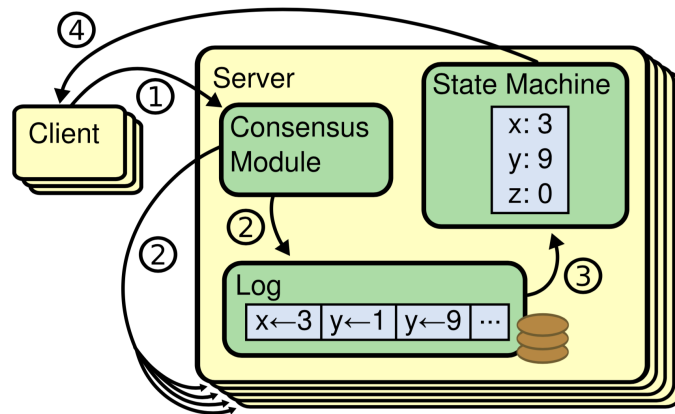 ④
①
Server
State Machine
Client
Consensus
Module
x: 3
y: 9
z: 0
②
②
③
Log
x←3 y←1 y←9 ...